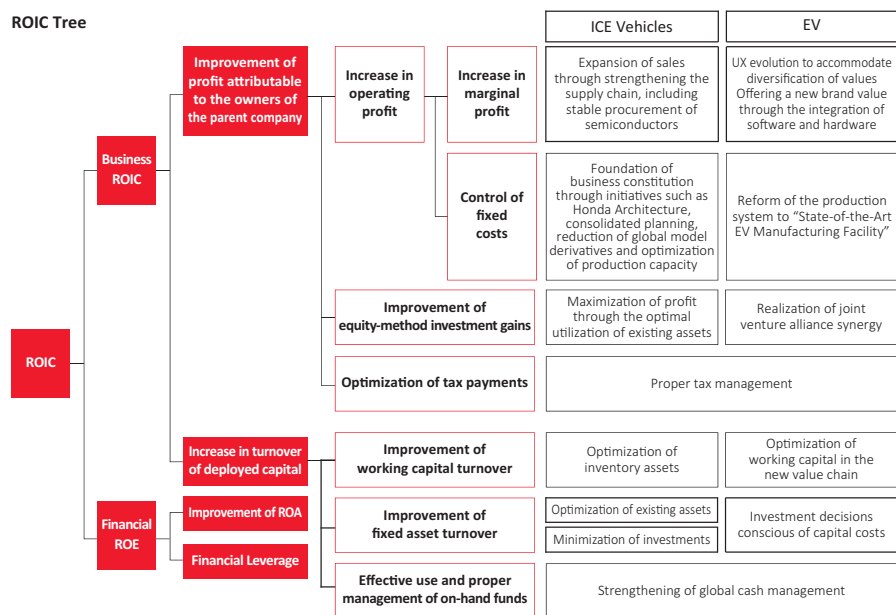 ROIC Tree
ICE Vehicles
EV
Improvement of
profit attributable
to the owners of
the parent company
Increase in
operating
profit
Increase in
marginal
profit
Expansion of sales
through strengthening the
supply chain, including
stable procurement of
semiconductors
UX evolution to accommodate
diversification of values
Offering a new brand value
through the integration of
software and hardware
Business
ROIC
Control of
fixed
costs
Foundation of
business constitution
through initiatives such as
Honda Architecture,
consolidated planning,
reduction of global model
derivatives and optimization
of production capacity
Reform of the production
system to “State-of-the-Art
EV Manufacturing Facility”
Improvement of
equity-method investment gains
Maximization of profit
through the optimal
utilization of existing assets
Realization of joint
venture alliance synergy
ROIC
Optimization of tax payments
Proper tax management
Increase in turnover
of deployed capital
Improvement of
working capital turnover
Optimization of
inventory assets
Optimization of
working capital in the
new value chain
Financial
ROE
Improvement of ROA
Financial Leverage
Improvement of
fixed asset turnover
Optimization of existing assets
Minimization of investments
Investment decisions
conscious of capital costs
Effective use and proper
management of on-hand funds
Strengthening of global cash management